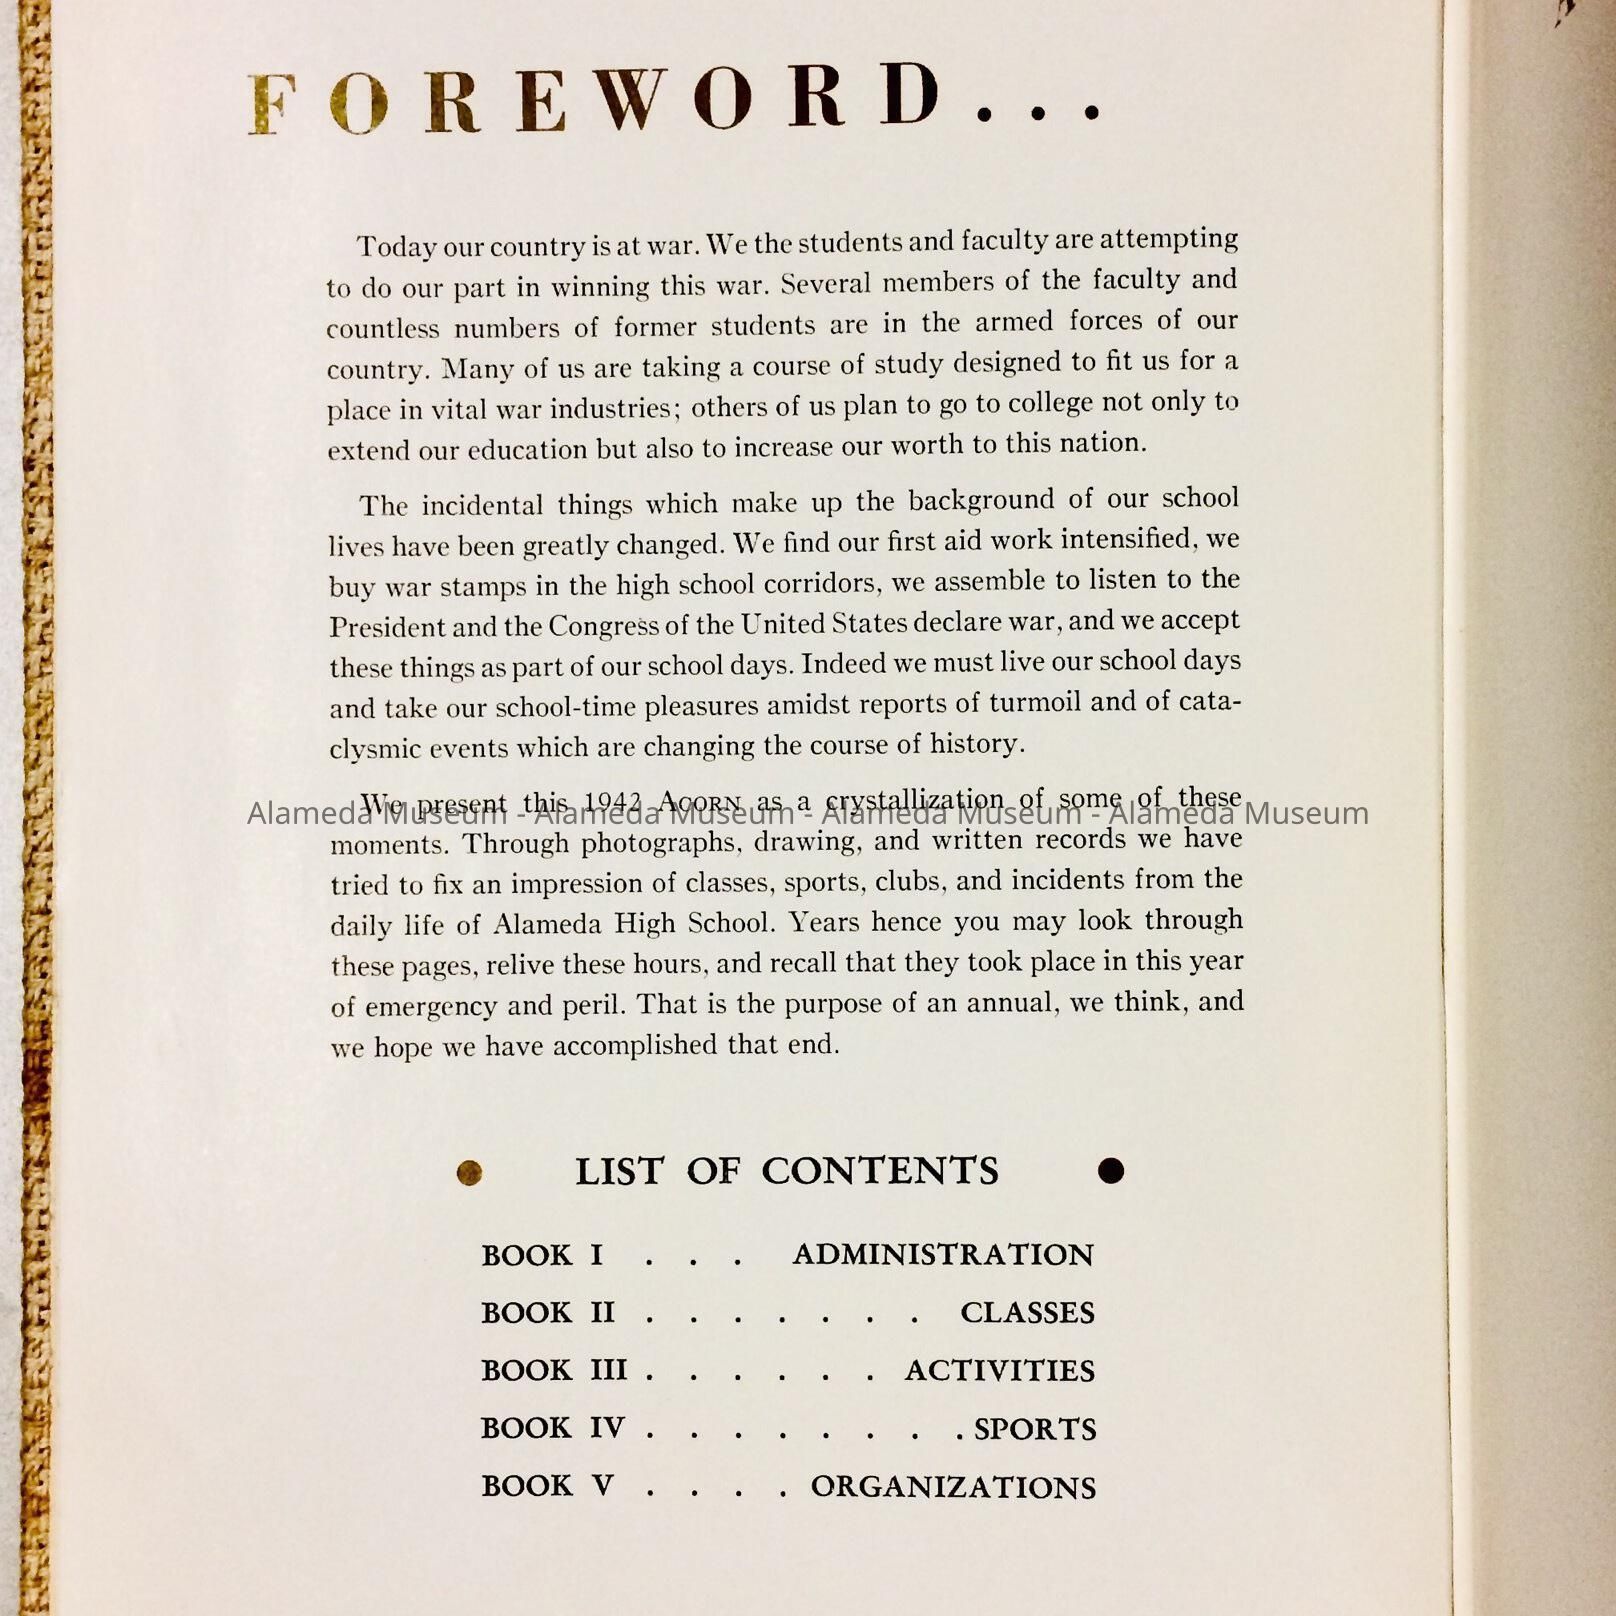 FOREWORD...
Today our country is at war. We the students and faculty are attempting
to do our part in winning this war. Several members of the faculty and
countless numbers of former students are in the armed forces of our
country. Many of us are taking a course of study designed to fit us for a
place in vital war industries; others of us plan to go to college not only to
extend our education but also to increase our worth to this nation.
The incidental things which make up the background of our school
lives have been greatly changed. We find our first aid work intensified, we
buy war stamps in the high school corridors, we assemble to listen to the
President and the Congress of the United States declare war, and we accept
these things as part of our school days. Indeed we must live our school days
and take our school-time pleasures amidst reports of turmoil and of cata-
clysmic events which are changing the course of history.
We present this 1942 ACORN as a crystallization of some of these
Alameda Museum - Alameda Museum - Alameda Museum - Alameda Museum
moments. Through photographs, drawing, and written records we have
tried to fix an impression of classes, sports, clubs, and incidents from the
daily life of Alameda High School. Years hence you may look through
these pages, relive these hours, and recall that they took place in this year
of emergency and peril. That is the purpose of an annual, we think, and
we hope we have accomplished that end.
● LIST OF CONTENTS ●
BOOK I . . . ADMINISTRATION
BOOK II . . . . . . . CLASSES
BOOK III . . . . . . ACTIVITIES
BOOK IV . . . . . . . . SPORTS
BOOK V . . . . ORGANIZATIONS